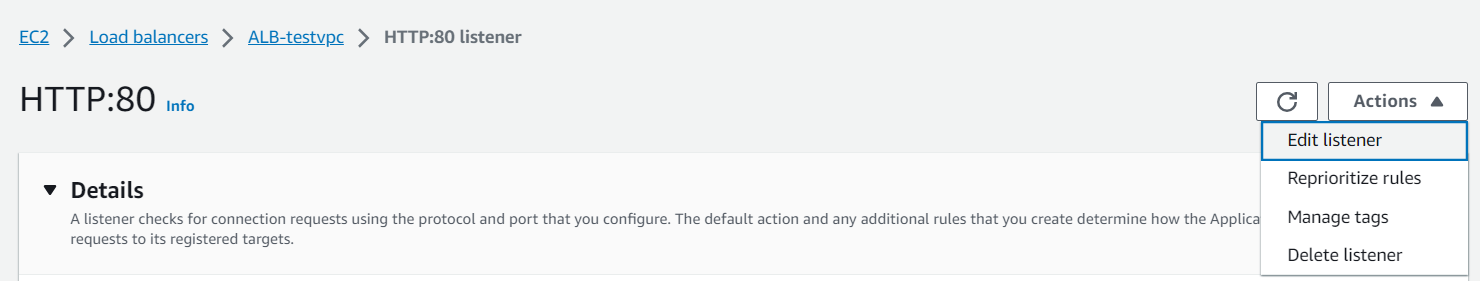 EC2 > Load balancers > ALB-testvpc > HTTP:80 listener
HTTP:80 Info
Actions
Edit listener
Reprioritize rules
Manage tags
Delete listener
Details
A listener checks for connection requests using the protocol and port that you configure. The default action and any additional rules that you create determine how the
requests to its registered targets.